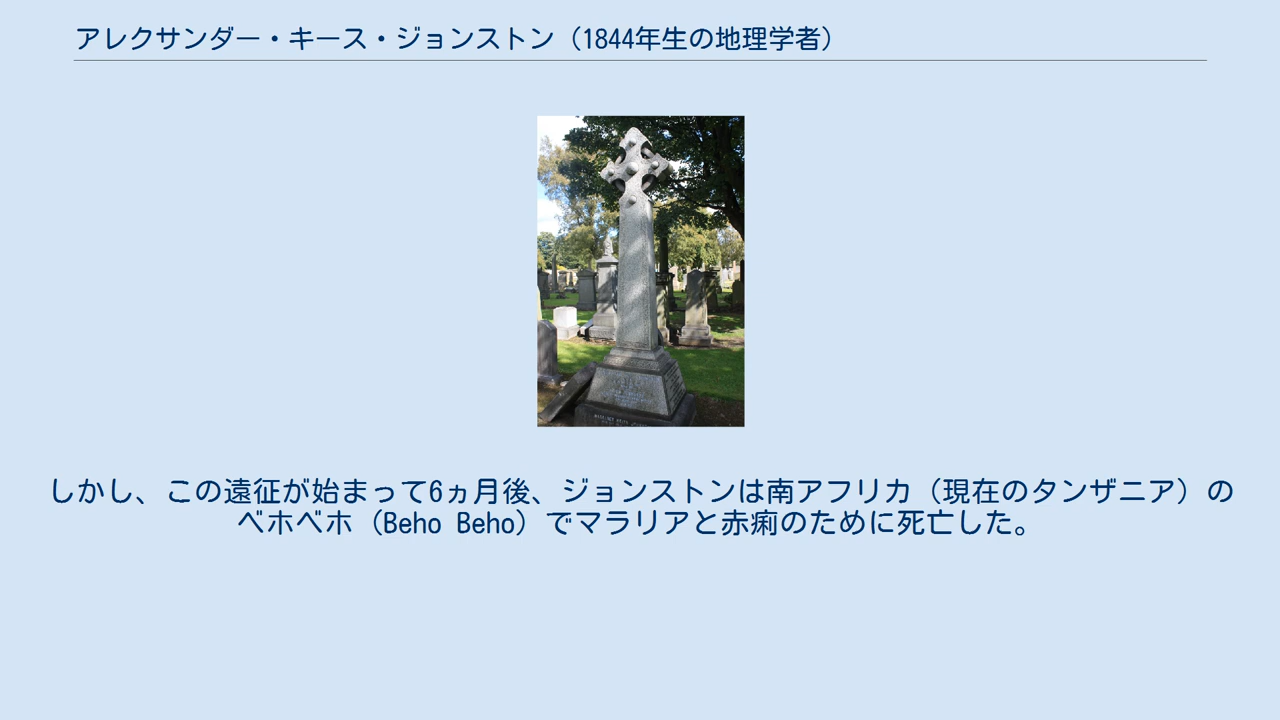 アレクサンダー・キース・ジョンストン（1844年生の地理学者）
しかし、この遠征が始まって6ヵ月後、ジョンストンは南アフリカ（現在のタンザニア）の
ベホベホ（Beho Beho）でマラリアと赤痢のために死亡した。